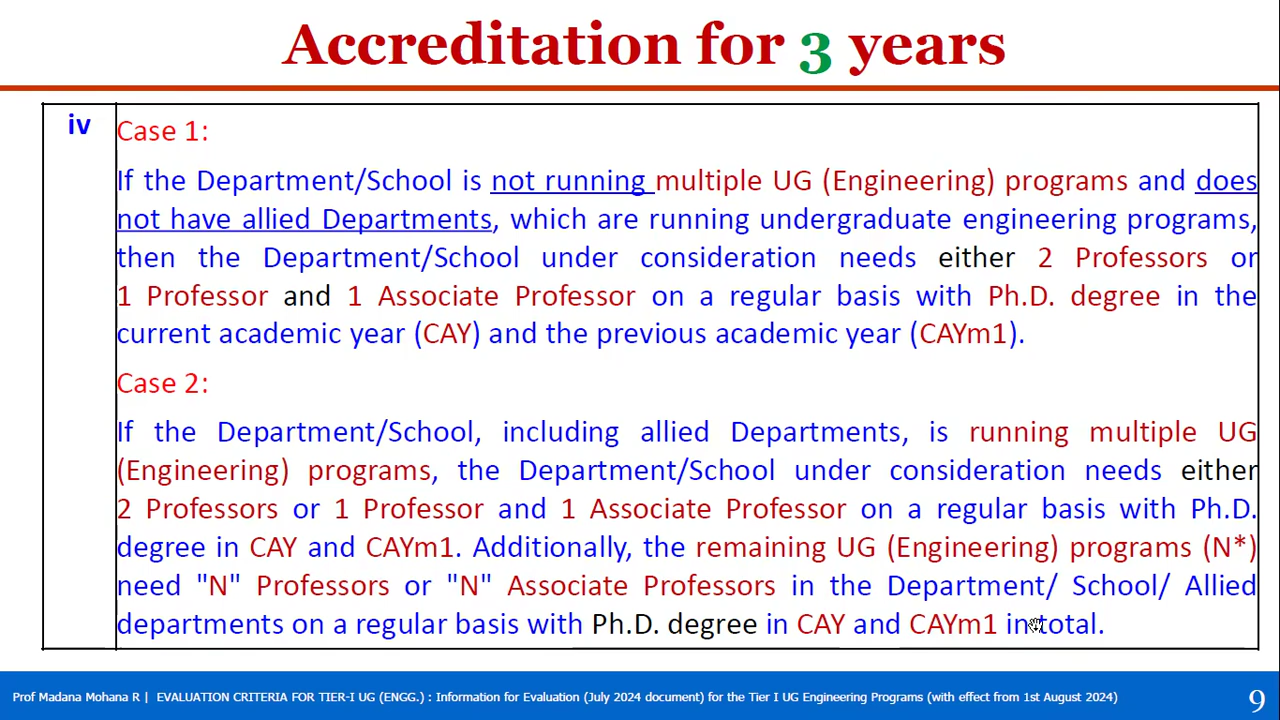 Accreditation for 3 years
iv
Case 1:
If the Department/School is not running multiple UG (Engineering) programs and does
not have allied Departments, which are running undergraduate engineering programs,
then the Department/School under consideration needs either 2 Professors or
1 Professor and 1 Associate Professor on a regular basis with Ph.D. degree in the
current academic year (CAY) and the previous academic year (CAYm1).
Case 2:
If the Department/School, including allied Departments, is running multiple UG
(Engineering) programs, the Department/School under consideration needs either
2 Professors or 1 Professor and 1 Associate Professor on a regular basis with Ph.D.
degree in CAY and CAYm1. Additionally, the remaining UG (Engineering) programs (N*)
need "N" Professors or "N" Associate Professors in the Department/ School/ Allied
departments on a regular basis with Ph.D. degree in CAY and CAYm1 in total.
Prof Madana Mohana R | EVALUATION CRITERIA FOR TIER-I UG (ENGG.) : Information for Evaluation (July 2024 document) for the Tier I UG Engineering Programs (with effect from 1st August 2024)
9